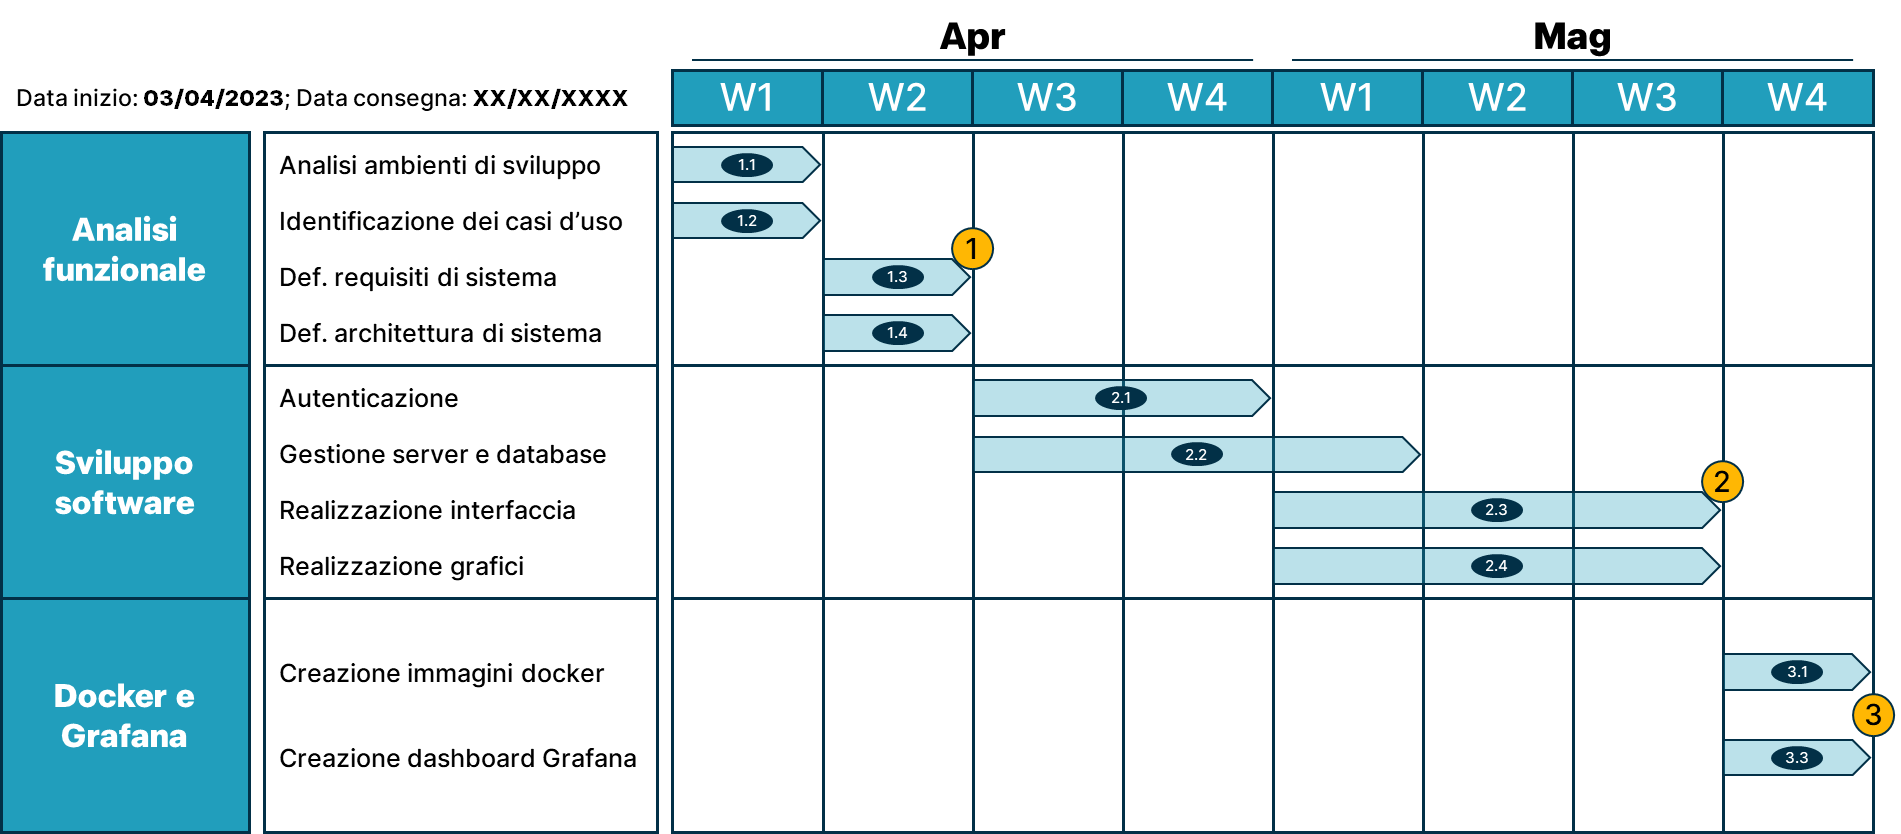 Apr
Mag
Data inizio: 03/04/2023; Data consegna: XX/XX/XXXX
W1
W2
W3
W4
W1
W2
W3
W4
Analisi
funzionale
Analisi ambienti di sviluppo
1.1
Identificazione dei casi d’uso
1.2
1
Def. requisiti di sistema
1.3
Def. architettura di sistema
1.4
Sviluppo
software
Autenticazione
2.1
Gestione server e database
2.2
2
Realizzazione interfaccia
2.3
Realizzazione grafici
2.4
Docker e
Grafana
Creazione immagini docker
3.1
3
Creazione dashboard Grafana
3.3